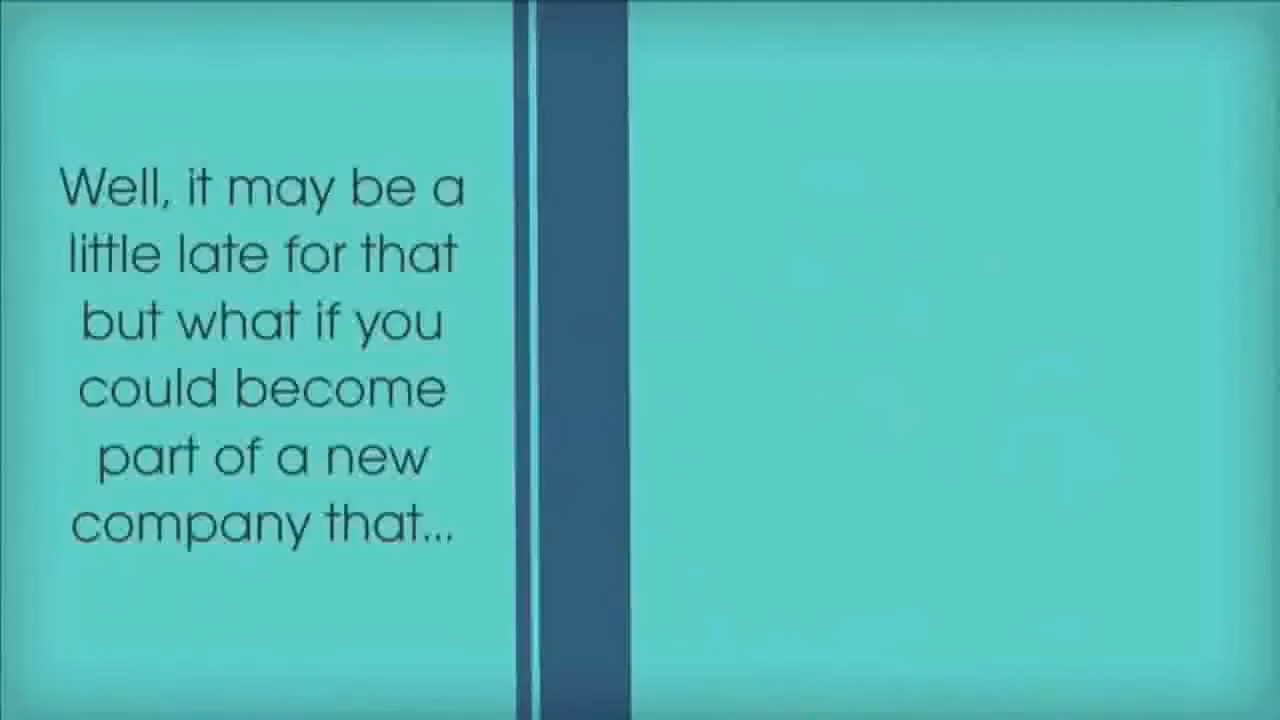 Well, it may be a
little late for that
but what if you
could become
part of a new
company that...